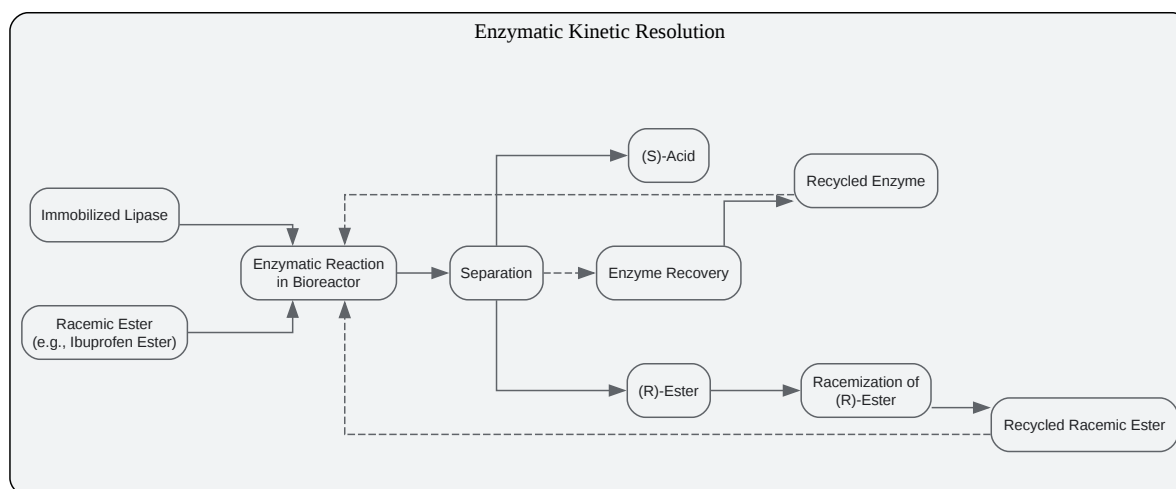 Enzymatic Kinetic Resolution
(S)-Acid
Recycled Enzyme
Immobilized Lipase
Enzymatic Reaction
in Bioreactor
Separation
Enzyme Recovery
Racemic Ester
(e.g., Ibuprofen Ester)
(R)-Ester
Racemization of
(R)-Ester
Recycled Racemic Ester